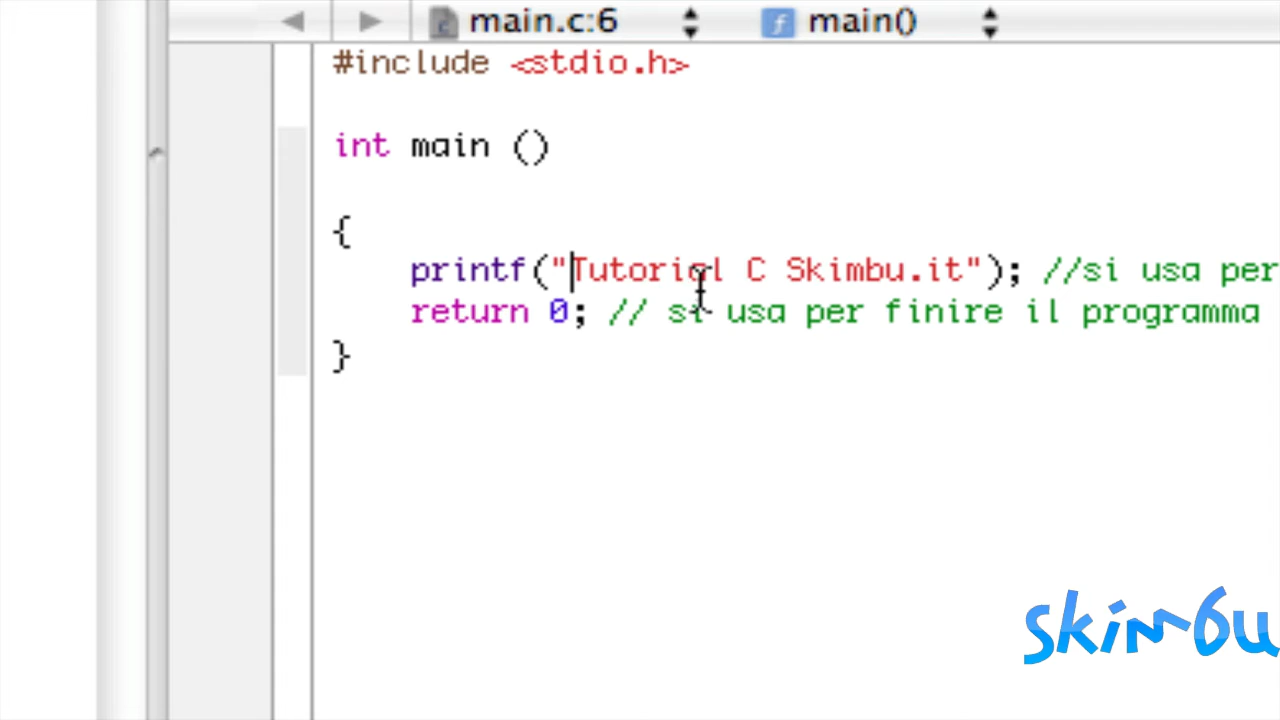 main.c:6 main()
#include <stdio.h>
int main ()
{
printf("Tutorial C Skimbu.it"); //si usa per
return 0; // si usa per finire il programma
}
skimbu